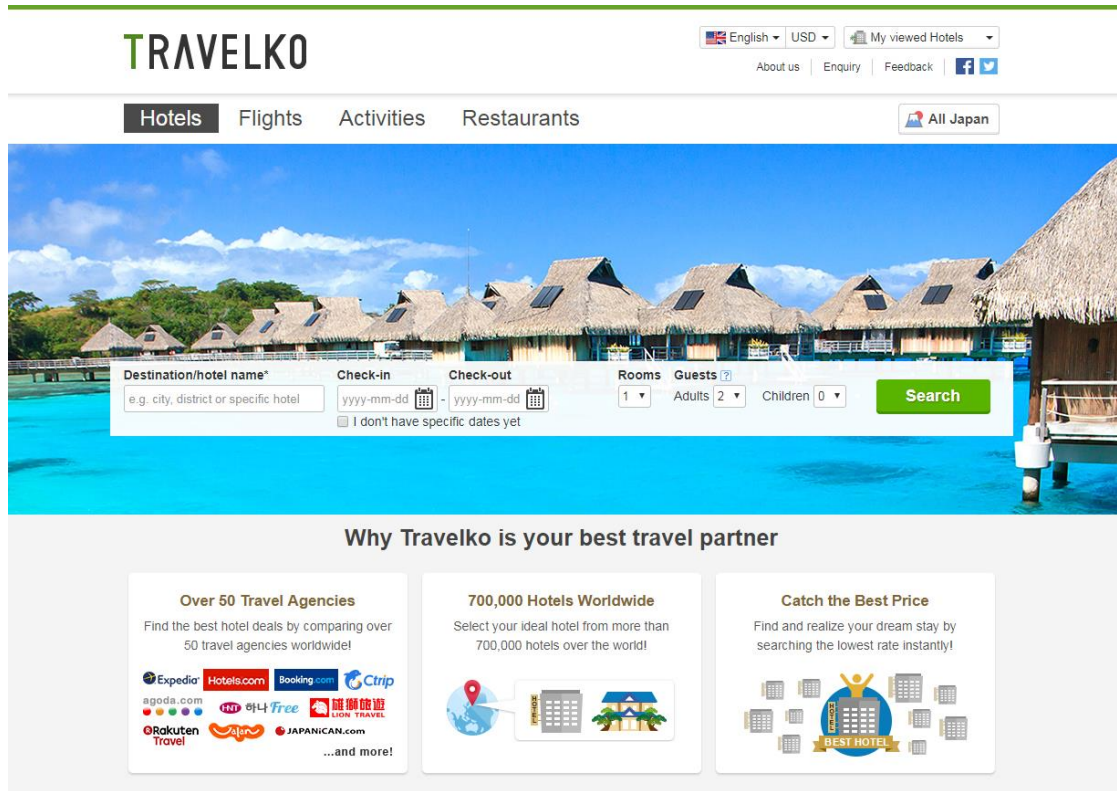 TRAVELKO
English USD My viewed Hotels
About us Enquiry Feedback
Hotels Flights Activities Restaurants All Japan
Destination/hotel name* Check-in Check-out Rooms Guests ?
e.g. city, district or specific hotel yyyy-mm-dd - yyyy-mm-dd 1 Adults 2 Children 0 Search
I don't have specific dates yet
Why Travelko is your best travel partner
Over 50 Travel Agencies
Find the best hotel deals by comparing over
50 travel agencies worldwide!
Expedia Hotels.com Booking.com Ctrip
agoda.com HNT 하나 Free 雄獅旅遊
LION TRAVEL
Rakuten
Travel
Jalan JAPANiCAN.com
...and more!
700,000 Hotels Worldwide
Select your ideal hotel from more than
700,000 hotels over the world!
HOTEL
Catch the Best Price
Find and realize your dream stay by
searching the lowest rate instantly!
HOTEL
BEST HOTEL